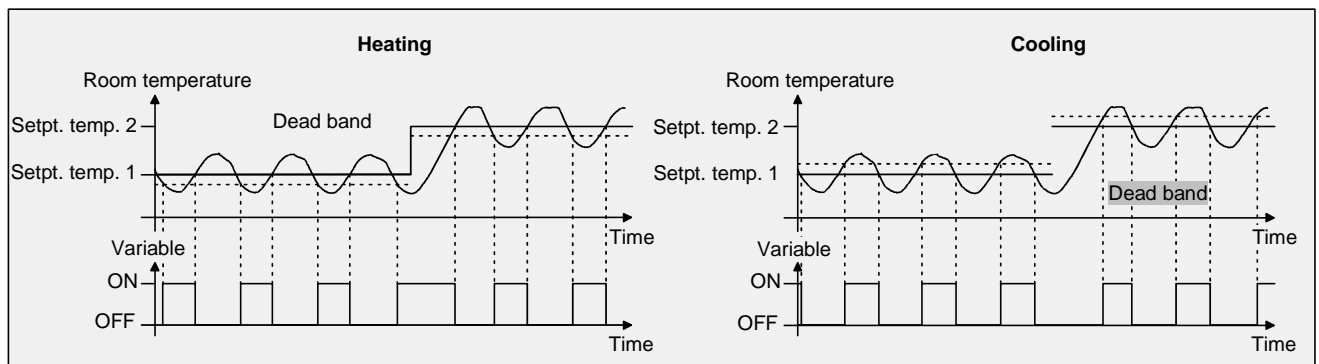 Heating
Room temperature
Setpt. temp. 2
Dead band
Setpt. temp. 1
Time
Variable
ON
OFF
Time
Cooling
Room temperature
Setpt. temp. 2
Setpt. temp. 1
Dead band
Time
Variable
ON
OFF
Time